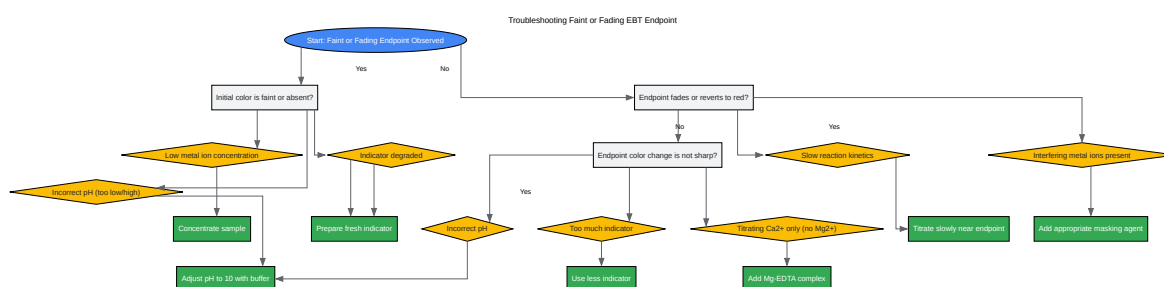 Troubleshooting Faint or Fading EBT Endpoint
Start: Faint or Fading Endpoint Observed
Yes
No
Initial color is faint or absent?
Endpoint fades or reverts to red?
No
Yes
Low metal ion concentration
Indicator degraded
Endpoint color change is not sharp?
Slow reaction kinetics
Interfering metal ions present
Incorrect pH (too low/high)
Yes
Concentrate sample
Prepare fresh indicator
Incorrect pH
Too much indicator
Titrating Ca2+ only (no Mg2+)
Titrate slowly near endpoint
Add appropriate masking agent
Adjust pH to 10 with buffer
Use less indicator
Add Mg-EDTA complex